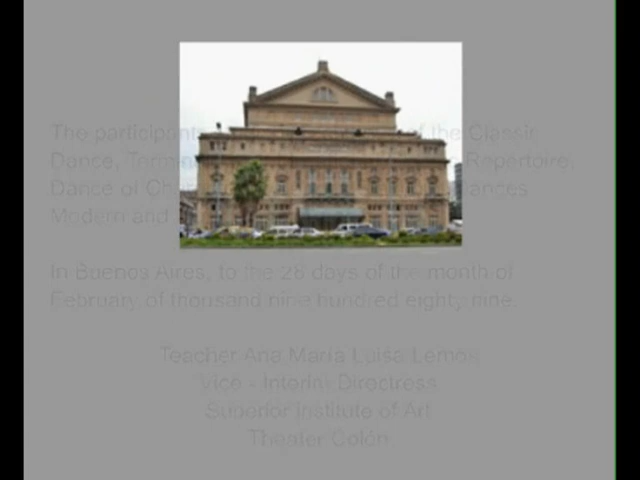 The participants of the Classic
Dance, Repertoire,
Dance of Dances
Modern and
In Buenos Aires, to the 28 days of the month of
February of thousand nine hundred eighty nine.
Teacher Ana María Luisa Lemos
Vice - Interim Directress
Superior Institute of Art
Theater Colón